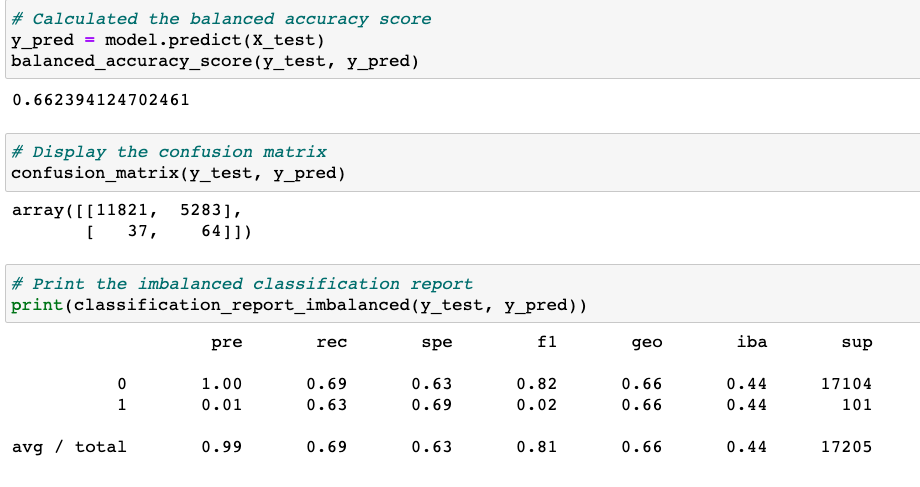 # Calculated the balanced accuracy score
y_pred = model.predict(X_test)
balanced_accuracy_score(y_test, y_pred)
0.662394124702461
# Display the confusion matrix
confusion_matrix(y_test, y_pred)
array([[11821,  5283],
       [   37,    64]])
# Print the imbalanced classification report
print(classification_report_imbalanced(y_test, y_pred))
pre rec spe f1 geo iba sup
0 1.00 0.69 0.63 0.82 0.66 0.44 17104
1 0.01 0.63 0.69 0.02 0.66 0.44 101
avg / total 0.99 0.69 0.63 0.81 0.66 0.44 17205